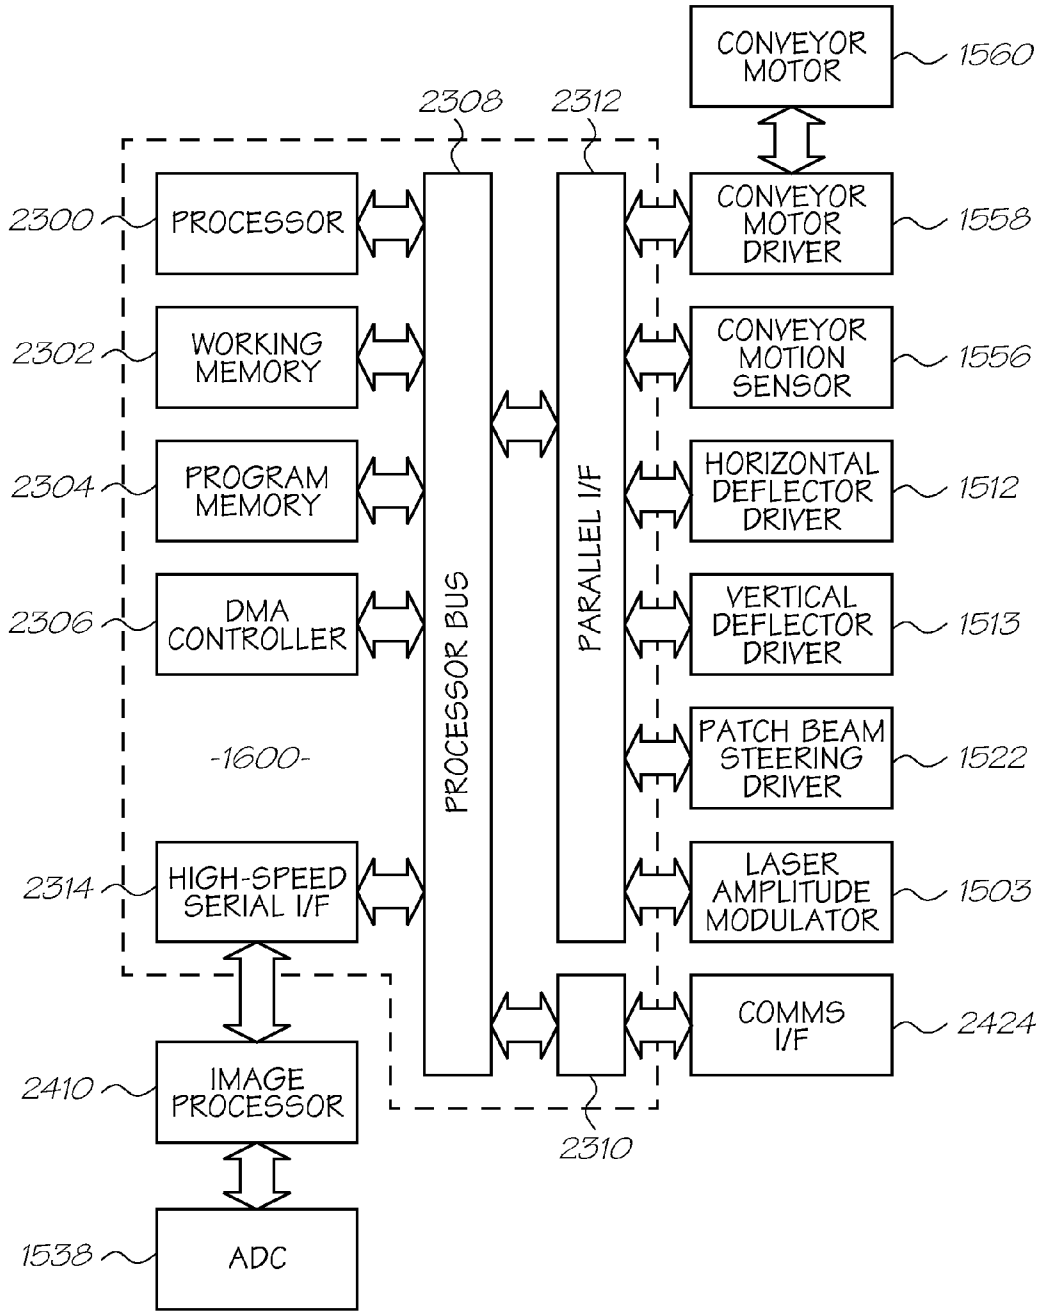 CONVEYOR
MOTOR
1560
2308
2312
2300
PROCESSOR
CONVEYOR
MOTOR
DRIVER
1558
2302
WORKING
MEMORY
CONVEYOR
MOTION
SENSOR
1556
2304
PROGRAM
MEMORY
HORIZONTAL
DEFLECTOR
DRIVER
1512
PROCESSOR BUS
PARALLEL I/F
2306
DMA
CONTROLLER
VERTICAL
DEFLECTOR
DRIVER
1513
-1600-
PATCH BEAM
STEERING
DRIVER
1522
2314
HIGH-SPEED
SERIAL I/F
LASER
AMPLITUDE
MODULATOR
1503
COMMS
I/F
2424
2410
IMAGE
PROCESSOR
2310
1538
ADC